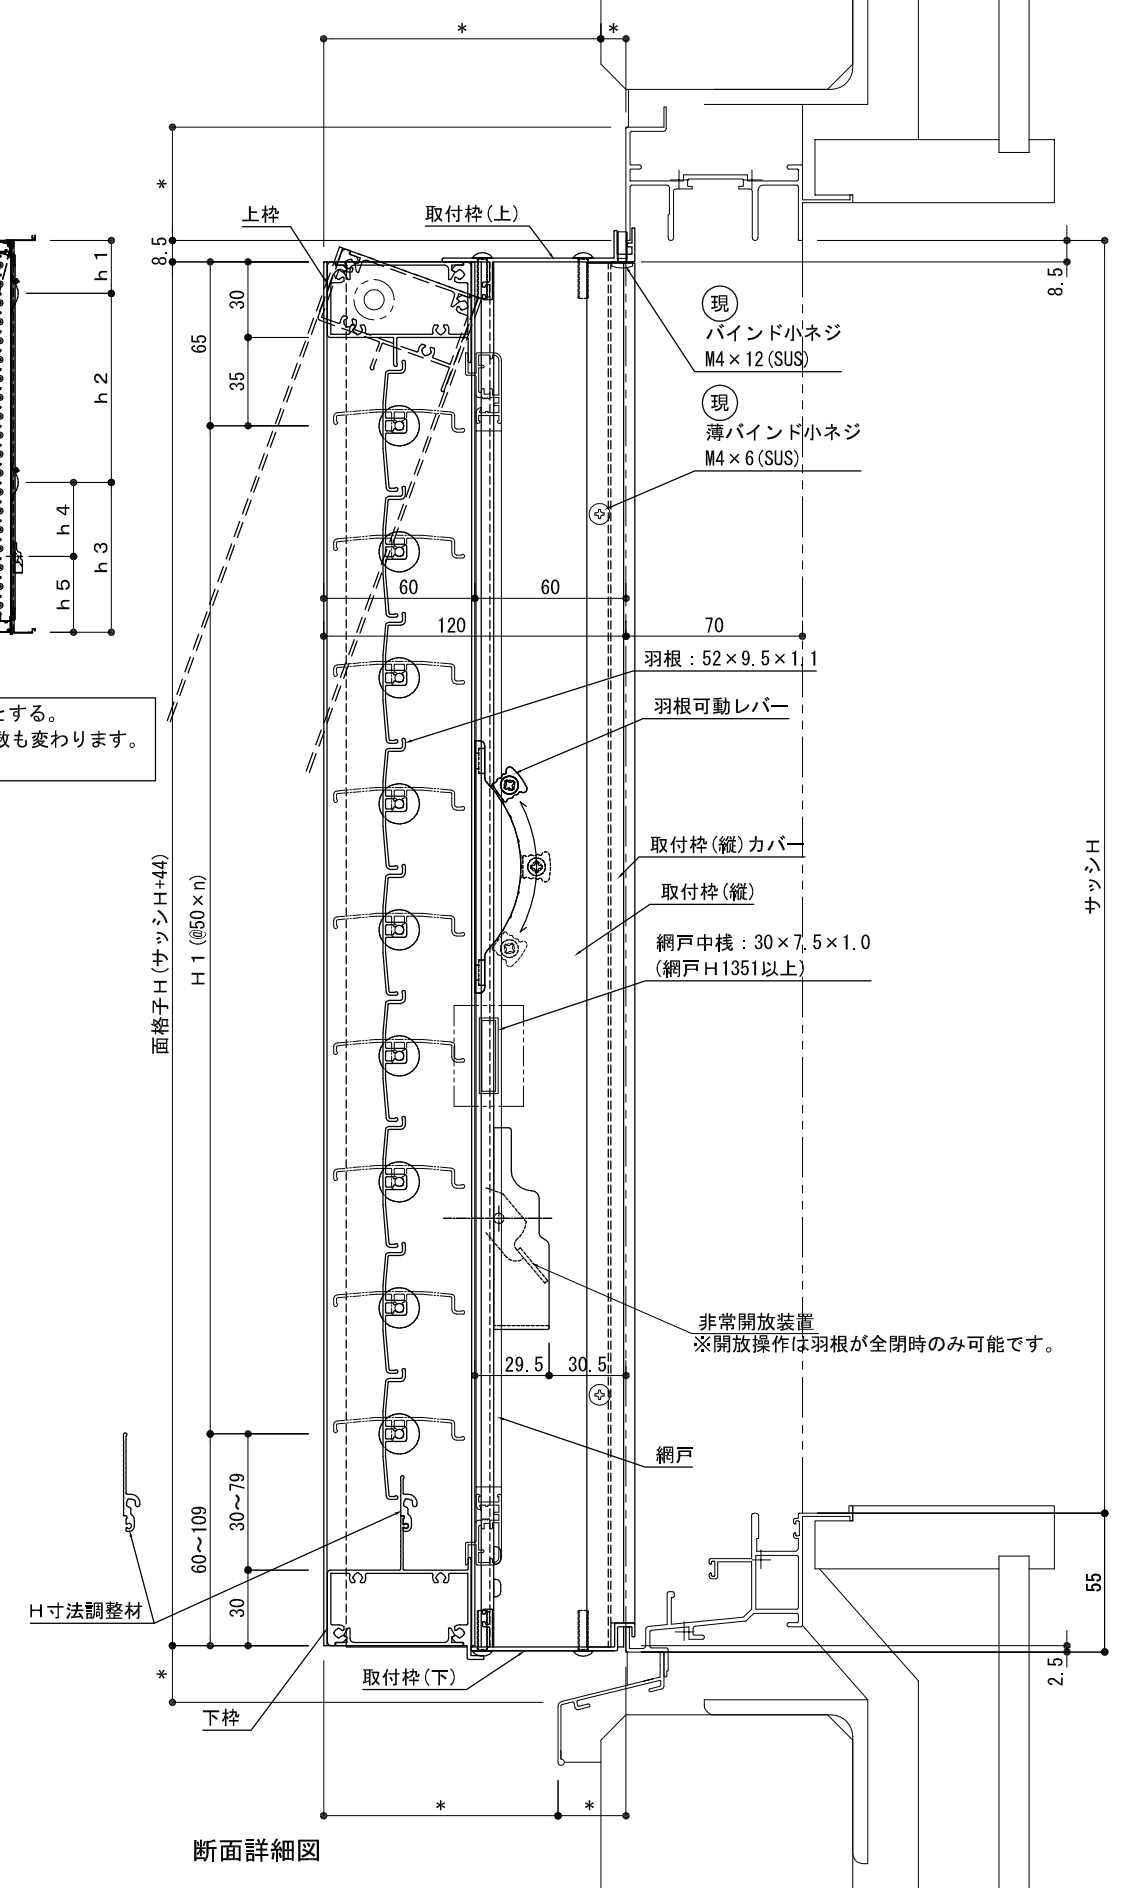 *
*
*
8.5
上枠
取付枠(上)
h1
h2
h4
h3
h5
30
65
35
8.5
現
バインド小ネジ
M4×12(SUS)
現
薄バインド小ネジ
M4×6(SUS)
60
60
120
70
羽根：52×9.5×1.1
羽根可動レバー
とする。
数も変わります。
取付枠(縦)カバー
取付枠(縦)
網戸中桟：30×7.5×1.0
(網戸H1351以上)
面格子H(サッシH+44)
H1(@50×n)
サッシH
非常開放装置
※開放操作は羽根が全閉時のみ可能です。
29.5
30.5
網戸
30～79
60～109
30
55
2.5
H寸法調整材
*
取付枠(下)
下枠
*
*
断面詳細図